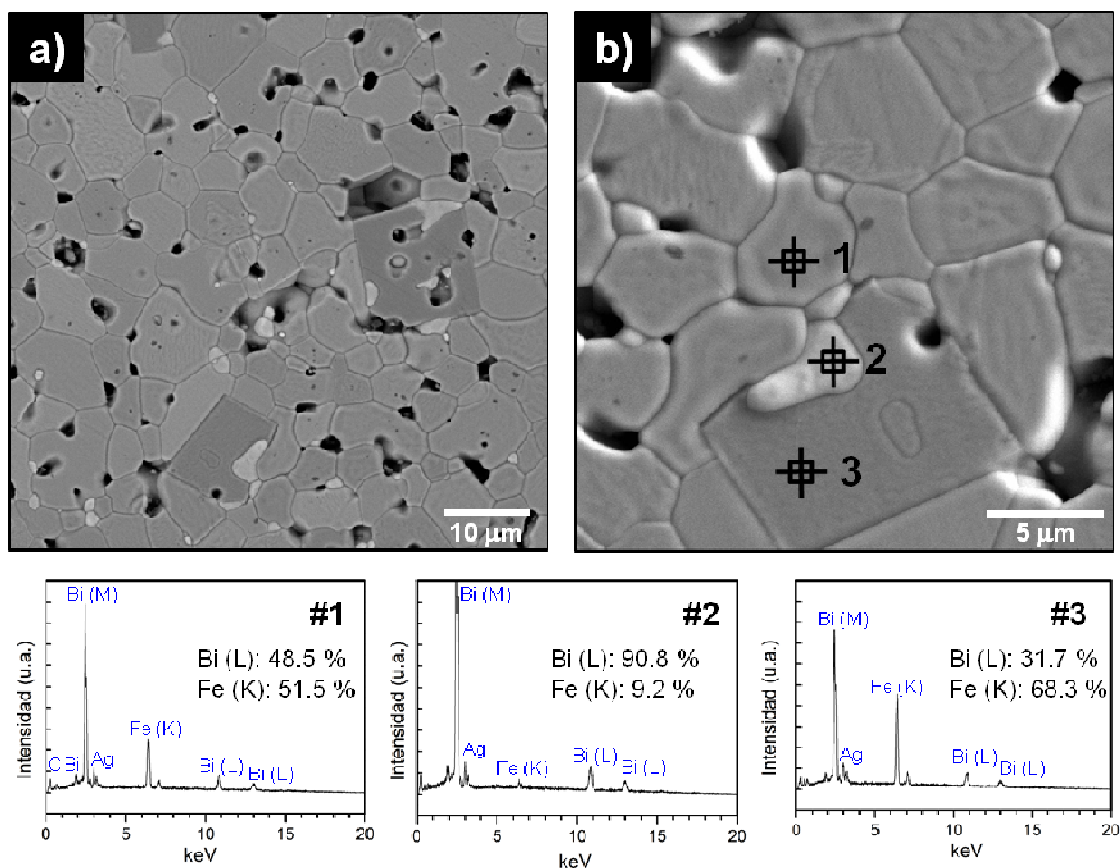 a)
10 µm
b)
1
2
3
5 µm
#1
Bi (M)
Bi (L): 48.5 %
Fe (K): 51.5 %
Fe (K)
C
Bi
Ag
Bi (L)
Bi (L)
Intensidad (u.a.)
0 5 10 15 20
keV
#2
Bi (M)
Bi (L): 90.8 %
Fe (K): 9.2 %
Ag
Fe (K)
Bi (L)
Bi (L)
Intensidad (u.a.)
0 5 10 15 20
keV
#3
Bi (M)
Bi (L): 31.7 %
Fe (K): 68.3 %
Fe (K)
Ag
Bi (L)
Bi (L)
Intensidad (u.a.)
0 5 10 15 20
keV